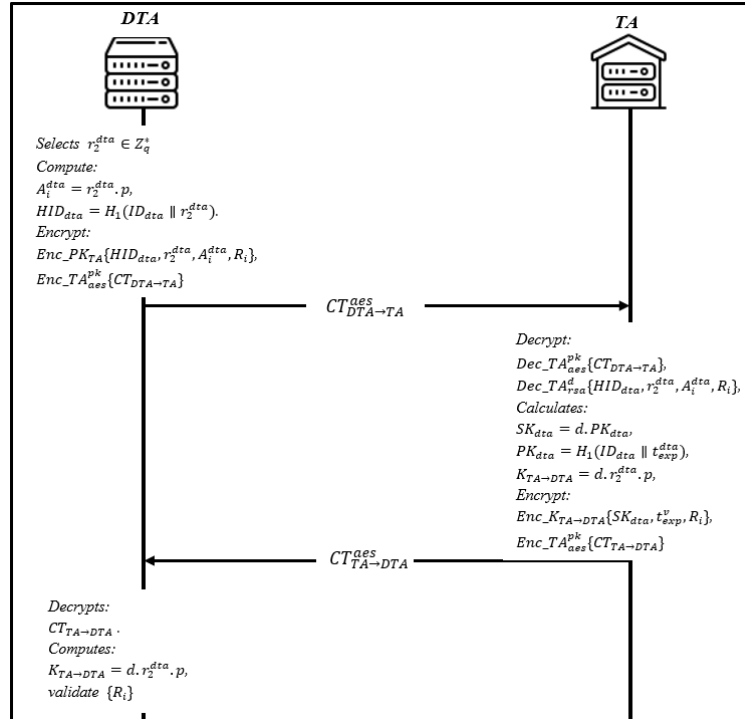 DTA
TA
Selects r₂ᵈᵗᵃ ∈ Z_q^*
Compute:
A_i^{dta} = r_2^{dta}.p,
HID_{dta} = H_1(ID_{dta} ∥ r_2^{dta}).
Encrypt:
Enc_PK_{TA}{HID_{dta}, r_2^{dta}, A_i^{dta}, R_i},
Enc_TA_{aes}^{pk}{CT_{DTA→TA}}
CT_{DTA→TA}^{aes}
Decrypt:
Dec_TA_{aes}^{pk}{CT_{DTA→TA}},
Dec_TA_{rsa}^{d}{HID_{dta}, r_2^{dta}, A_i^{dta}, R_i},
Calculates:
SK_{dta} = d.PK_{dta},
PK_{dta} = H_1(ID_{dta} ∥ t_{exp}^{dta}),
K_{TA→DTA} = d.r_2^{dta}.p,
Encrypt:
Enc_K_{TA→DTA}{SK_{dta}, t_{exp}^{v}, R_i},
Enc_TA_{aes}^{pk}{CT_{TA→DTA}}
CT_{TA→DTA}^{aes}
Decrypts:
CT_{TA→DTA} .
Computes:
K_{TA→DTA} = d.r_2^{dta}.p,
validate {R_i}